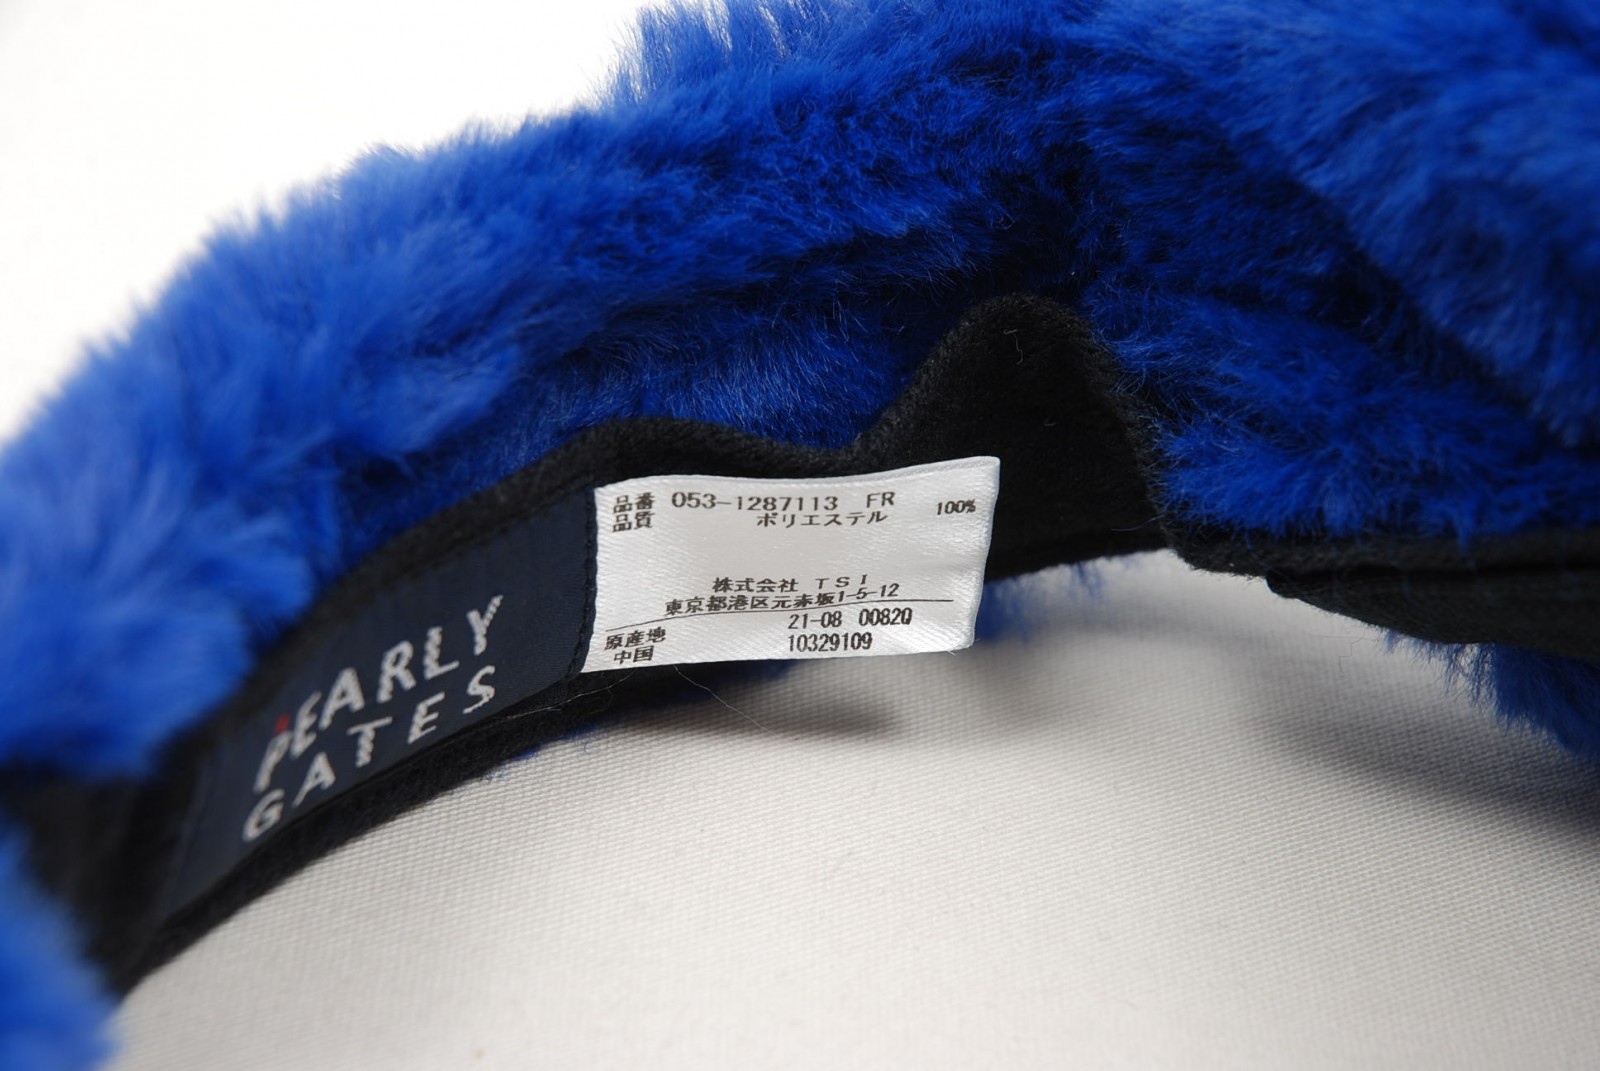 品番 053-1287113 FR
品質 ポリエステル 100%
株式会社 TSI
東京都港区元赤坂1-5-12
21-08 0082Q
原産地 10329109
中国
PEARLY
GATES